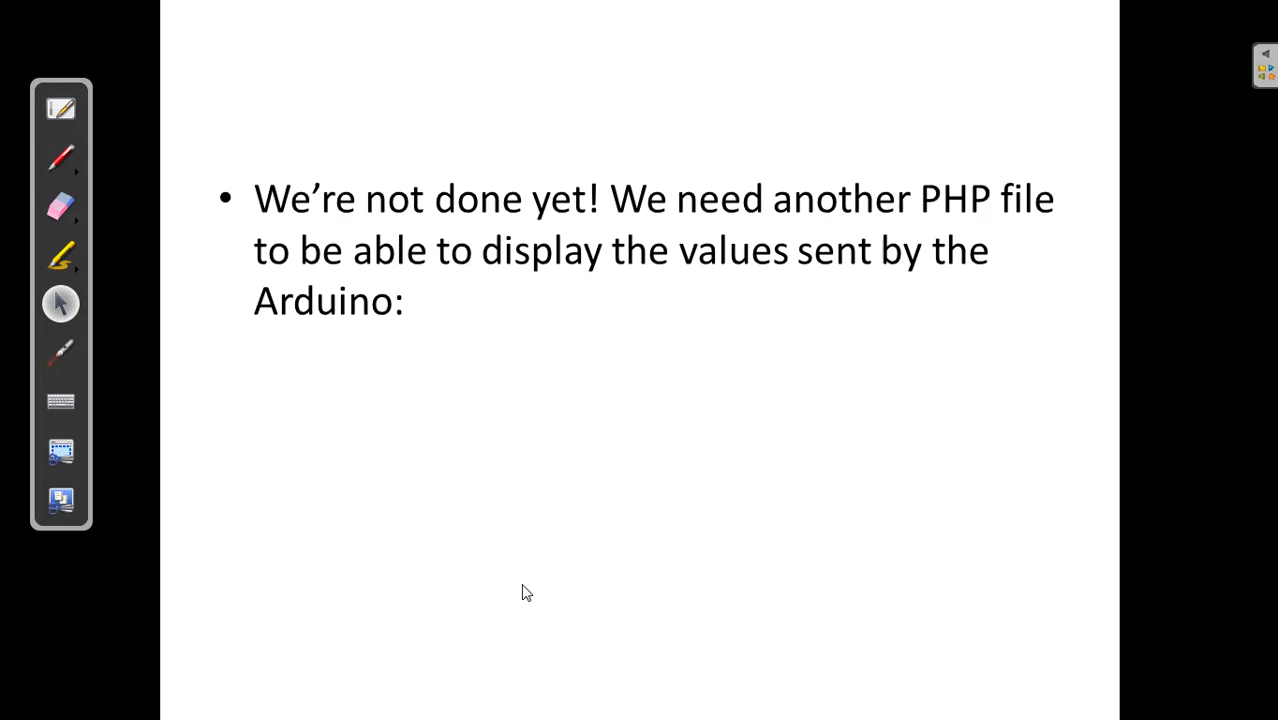 • We’re not done yet! We need another PHP file
to be able to display the values sent by the
Arduino: